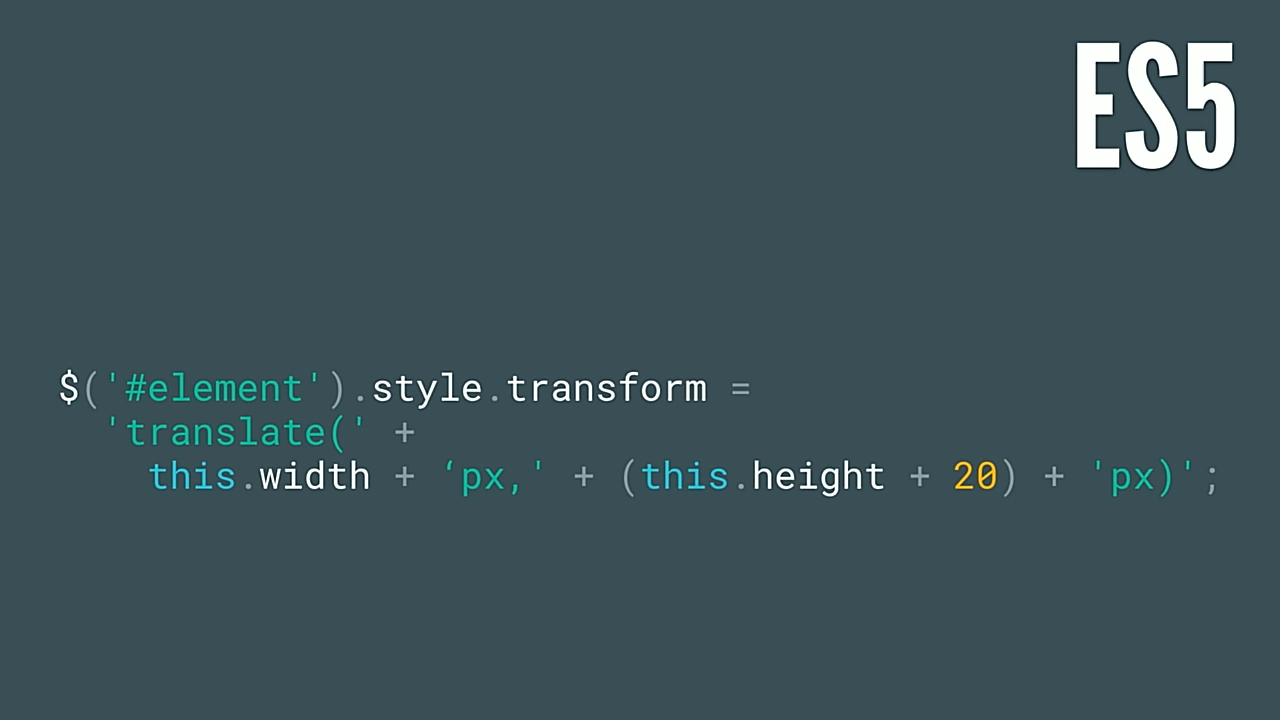 ES5
$('#element').style.transform =
'translate(' +
this.width + ‘px,' + (this.height + 20) + 'px)';